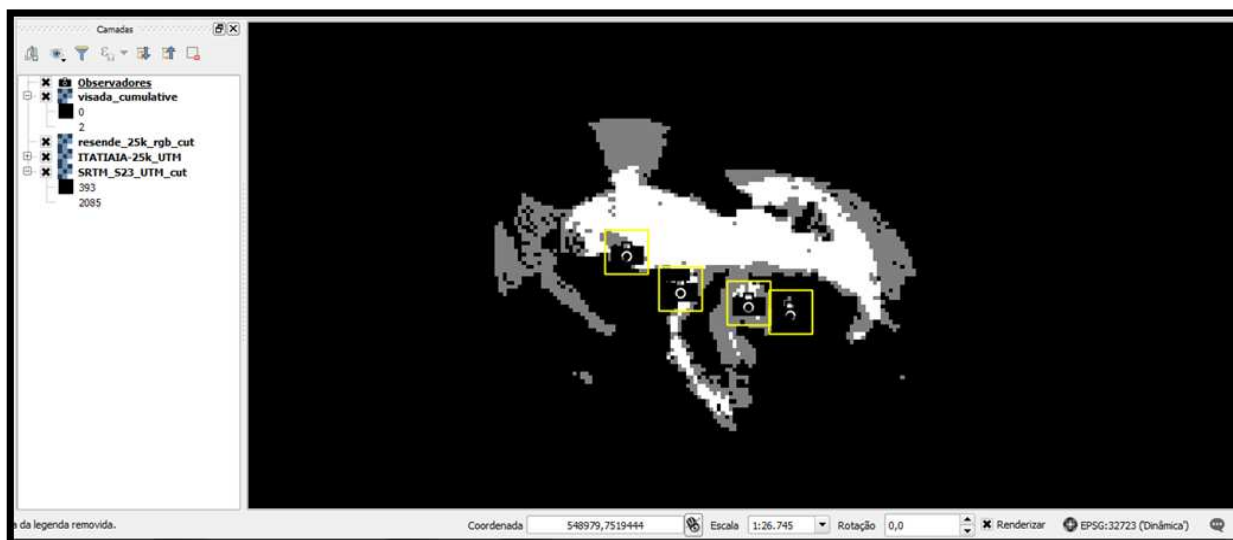 Camadas
Observadores
visada_cumulative
0
2
resende_25k_rgb_cut
ITATIAIA-25k_UTM
SRTM_S23_UTM_cut
393
2085
a da legenda removida.
Coordenada 548979,7519444 Escala 1:26.745 Rotação 0,0 Renderizar EPSG:32723 ('Dinâmica')